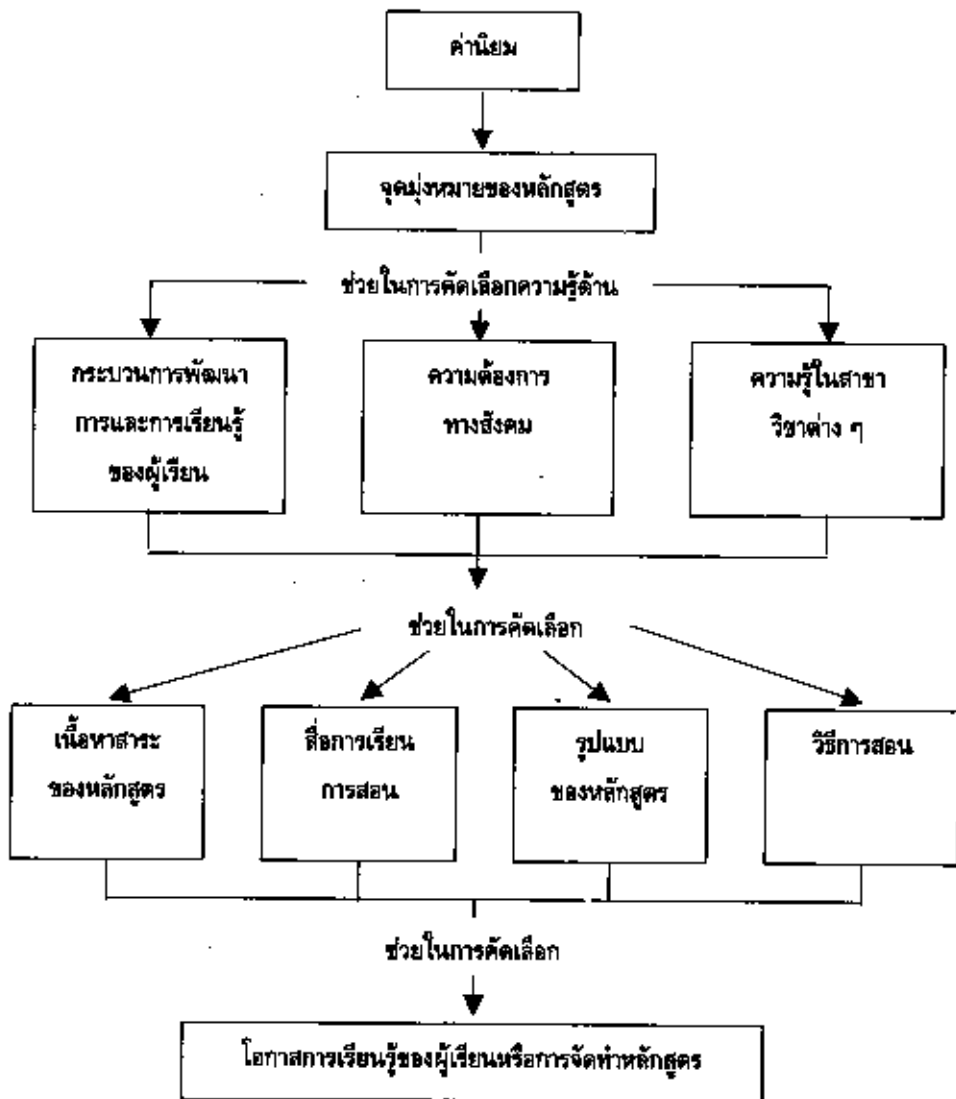 ค่านิยม
จุดมุ่งหมายของหลักสูตร
ช่วยในการคัดเลือกความรู้ด้าน
กระบวนการพัฒนา
การและการเรียนรู้
ของผู้เรียน
ความต้องการ
ทางสังคม
ความรู้ในสาขา
วิชาต่าง ๆ
ช่วยในการคัดเลือก
เนื้อหาสาระ
ของหลักสูตร
สื่อการเรียน
การสอน
รูปแบบ
ของหลักสูตร
วิธีการสอน
ช่วยในการคัดเลือก
โอกาสการเรียนรู้ของผู้เรียนหรือการจัดทำหลักสูตร